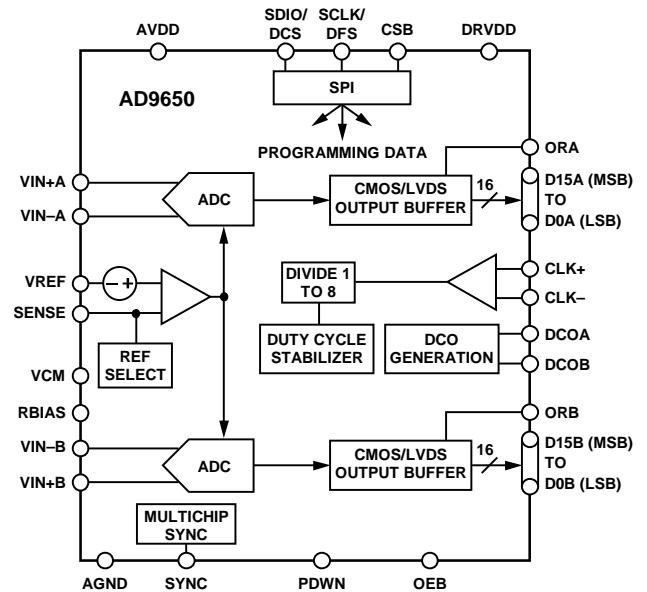 AVDD
SDIO/
DCS
SCLK/
DFS
CSB
DRVDD
AD9650
SPI
PROGRAMMING DATA
VIN+A
VIN–A
ADC
CMOS/LVDS
OUTPUT BUFFER
16
ORA
D15A (MSB)
TO
D0A (LSB)
VREF
– +
SENSE
REF
SELECT
DIVIDE 1
TO 8
DUTY CYCLE
STABILIZER
CLK+
CLK–
DCO
GENERATION
DCOA
DCOB
VCM
RBIAS
VIN–B
VIN+B
ADC
CMOS/LVDS
OUTPUT BUFFER
16
ORB
D15B (MSB)
TO
D0B (LSB)
MULTICHIP
SYNC
AGND
SYNC
PDWN
OEB